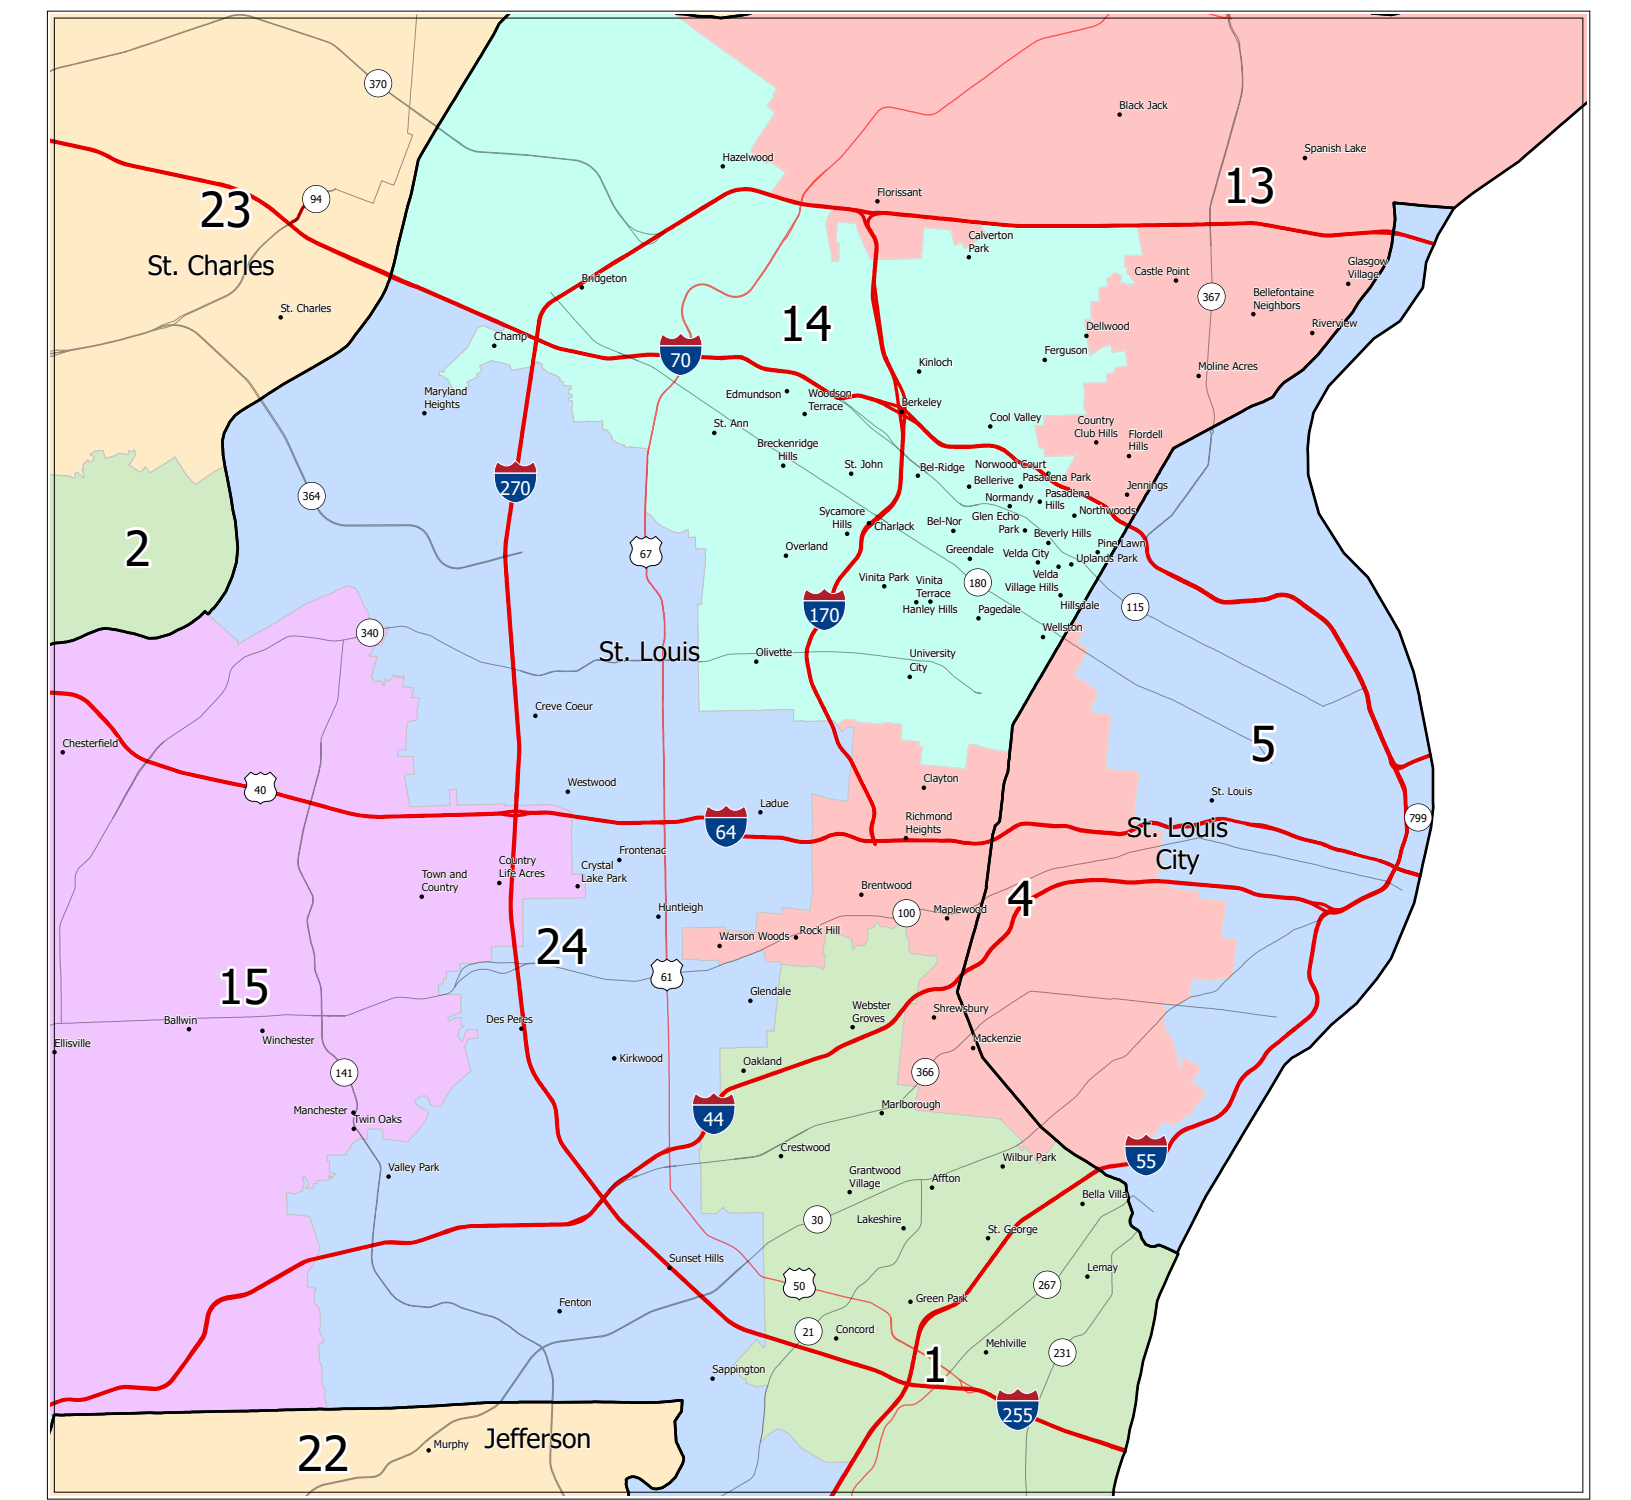 370
Black Jack
Spanish Lake
Hazelwood
13
Florissant
94
23
Calverton
Park
St. Charles
Castle Point
Glasgow
Village
Bridgeton
367
Bellefontaine
Neighbors
St. Charles
14
Dellwood
Riverview
Champ
70
Ferguson
Kinloch
Moline Acres
Maryland
Heights
Edmundson
Woodson
Terrace
Berkeley
St. Ann
Cool Valley
Country
Club Hills
Flordell
Hills
Breckenridge
Hills
St. John
Bel-Ridge
Norwood Court
270
Bellerive
Pasadena Park
Jennings
364
Normandy
Pasadena
Hills
Northwoods
Sycamore
Hills
Charlack
Bel-Nor
Glen Echo
Park
Beverly Hills
2
67
Overland
Greendale
Velda City
Pine Lawn
Uplands Park
Vinita Park
Vinita
Terrace
180
Velda
Village Hills
170
Hanley Hills
Pagedale
Hillsdale
115
340
Wellston
St. Louis
Olivette
University
City
Creve Coeur
Chesterfield
5
40
Westwood
Clayton
St. Louis
Ladue
64
Richmond
Heights
St. Louis
City
799
Frontenac
Country
Life Acres
Crystal
Lake Park
Town and
Country
Brentwood
4
Huntleigh
100
Maplewood
24
Warson Woods
Rock Hill
15
61
Glendale
Webster
Groves
Shrewsbury
Ballwin
Winchester
Des Peres
Ellisville
Mackenzie
Kirkwood
Oakland
141
366
Manchester
Twin Oaks
44
Marlborough
Crestwood
55
Valley Park
Grantwood
Village
Wilbur Park
Affton
Bella Villa
30
Lakeshire
St. George
Sunset Hills
Lemay
50
267
Fenton
Green Park
21
Concord
Mehlville
231
1
Sappington
255
22
Murphy
Jefferson